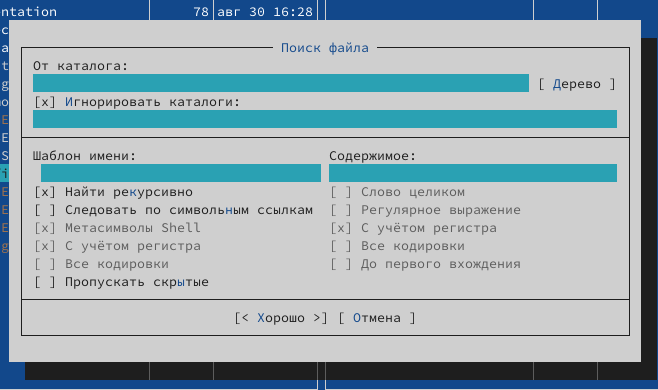 ntation 78 авг 30 16:28
Поиск файла
От каталога:
[ Дерево ]
[x] Игнорировать каталоги:
Шаблон имени: Содержимое:
[x] Найти рекурсивно [ ] Слово целиком
[ ] Следовать по символьным ссылкам [ ] Регулярное выражение
[x] Метасимволы Shell [x] С учётом регистра
[x] С учётом регистра [ ] Все кодировки
[ ] Все кодировки [ ] До первого вхождения
[ ] Пропускать скрытые
[< Хорошо >] [ Отмена ]